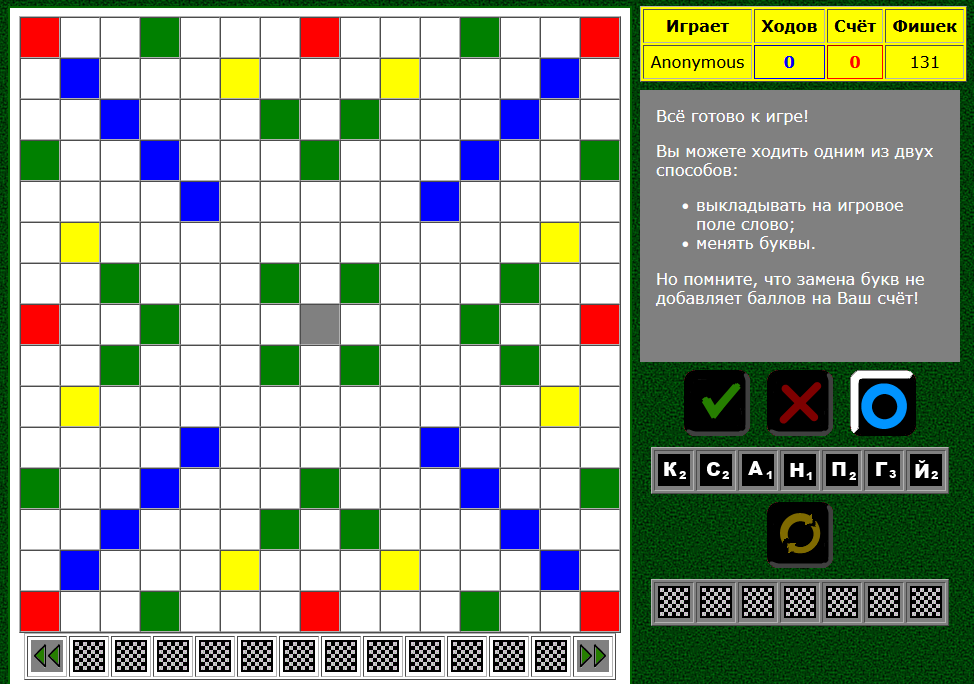 Играет Ходов Счёт Фишек
Anonymous 0 0 131
Всё готово к игре!
Вы можете ходить одним из двух
способов:
• выкладывать на игровое
поле слово;
• менять буквы.
Но помните, что замена букв не
добавляет баллов на Ваш счёт!
К2 С2 А1 Н1 П2 Г3 Й2